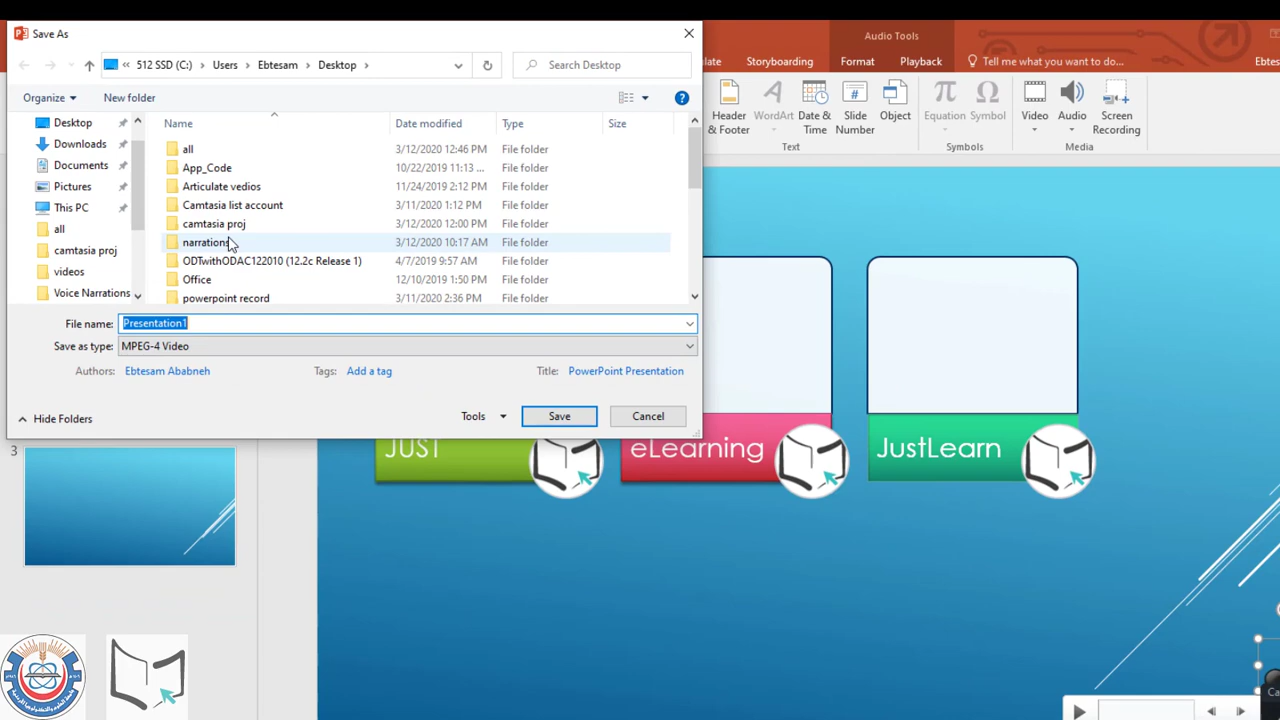 Save As
512 SSD (C:) Users Ebtesam Desktop
Search Desktop
Organize
New folder
Name Date modified Type Size
Desktop
Downloads
Documents
Pictures
This PC
all
camtasia proj
videos
Voice Narrations
all 3/12/2020 12:46 PM File folder
App_Code 10/22/2019 11:13 ... File folder
Articulate vedios 11/24/2019 2:12 PM File folder
Camtasia list account 3/11/2020 1:12 PM File folder
camtasia proj 3/12/2020 12:00 PM File folder
narrations 3/12/2020 10:17 AM File folder
ODTwithODAC122010 (12.2c Release 1) 4/7/2019 9:57 AM File folder
Office 12/10/2019 1:50 PM File folder
powerpoint record 3/11/2020 2:36 PM File folder
File name: Presentation1
Save as type: MPEG-4 Video
Authors: Ebtesam Ababneh Tags: Add a tag Title: PowerPoint Presentation
Hide Folders
Tools
Save
Cancel
Audio Tools
Storyboarding Format Playback Tell me what you want to do...
Header & Footer
WordArt
Date & Time
Slide Number
Object
Equation
Symbol
Video
Audio
Screen Recording
Text
Symbols
Media
JUST
eLearning
JustLearn
3